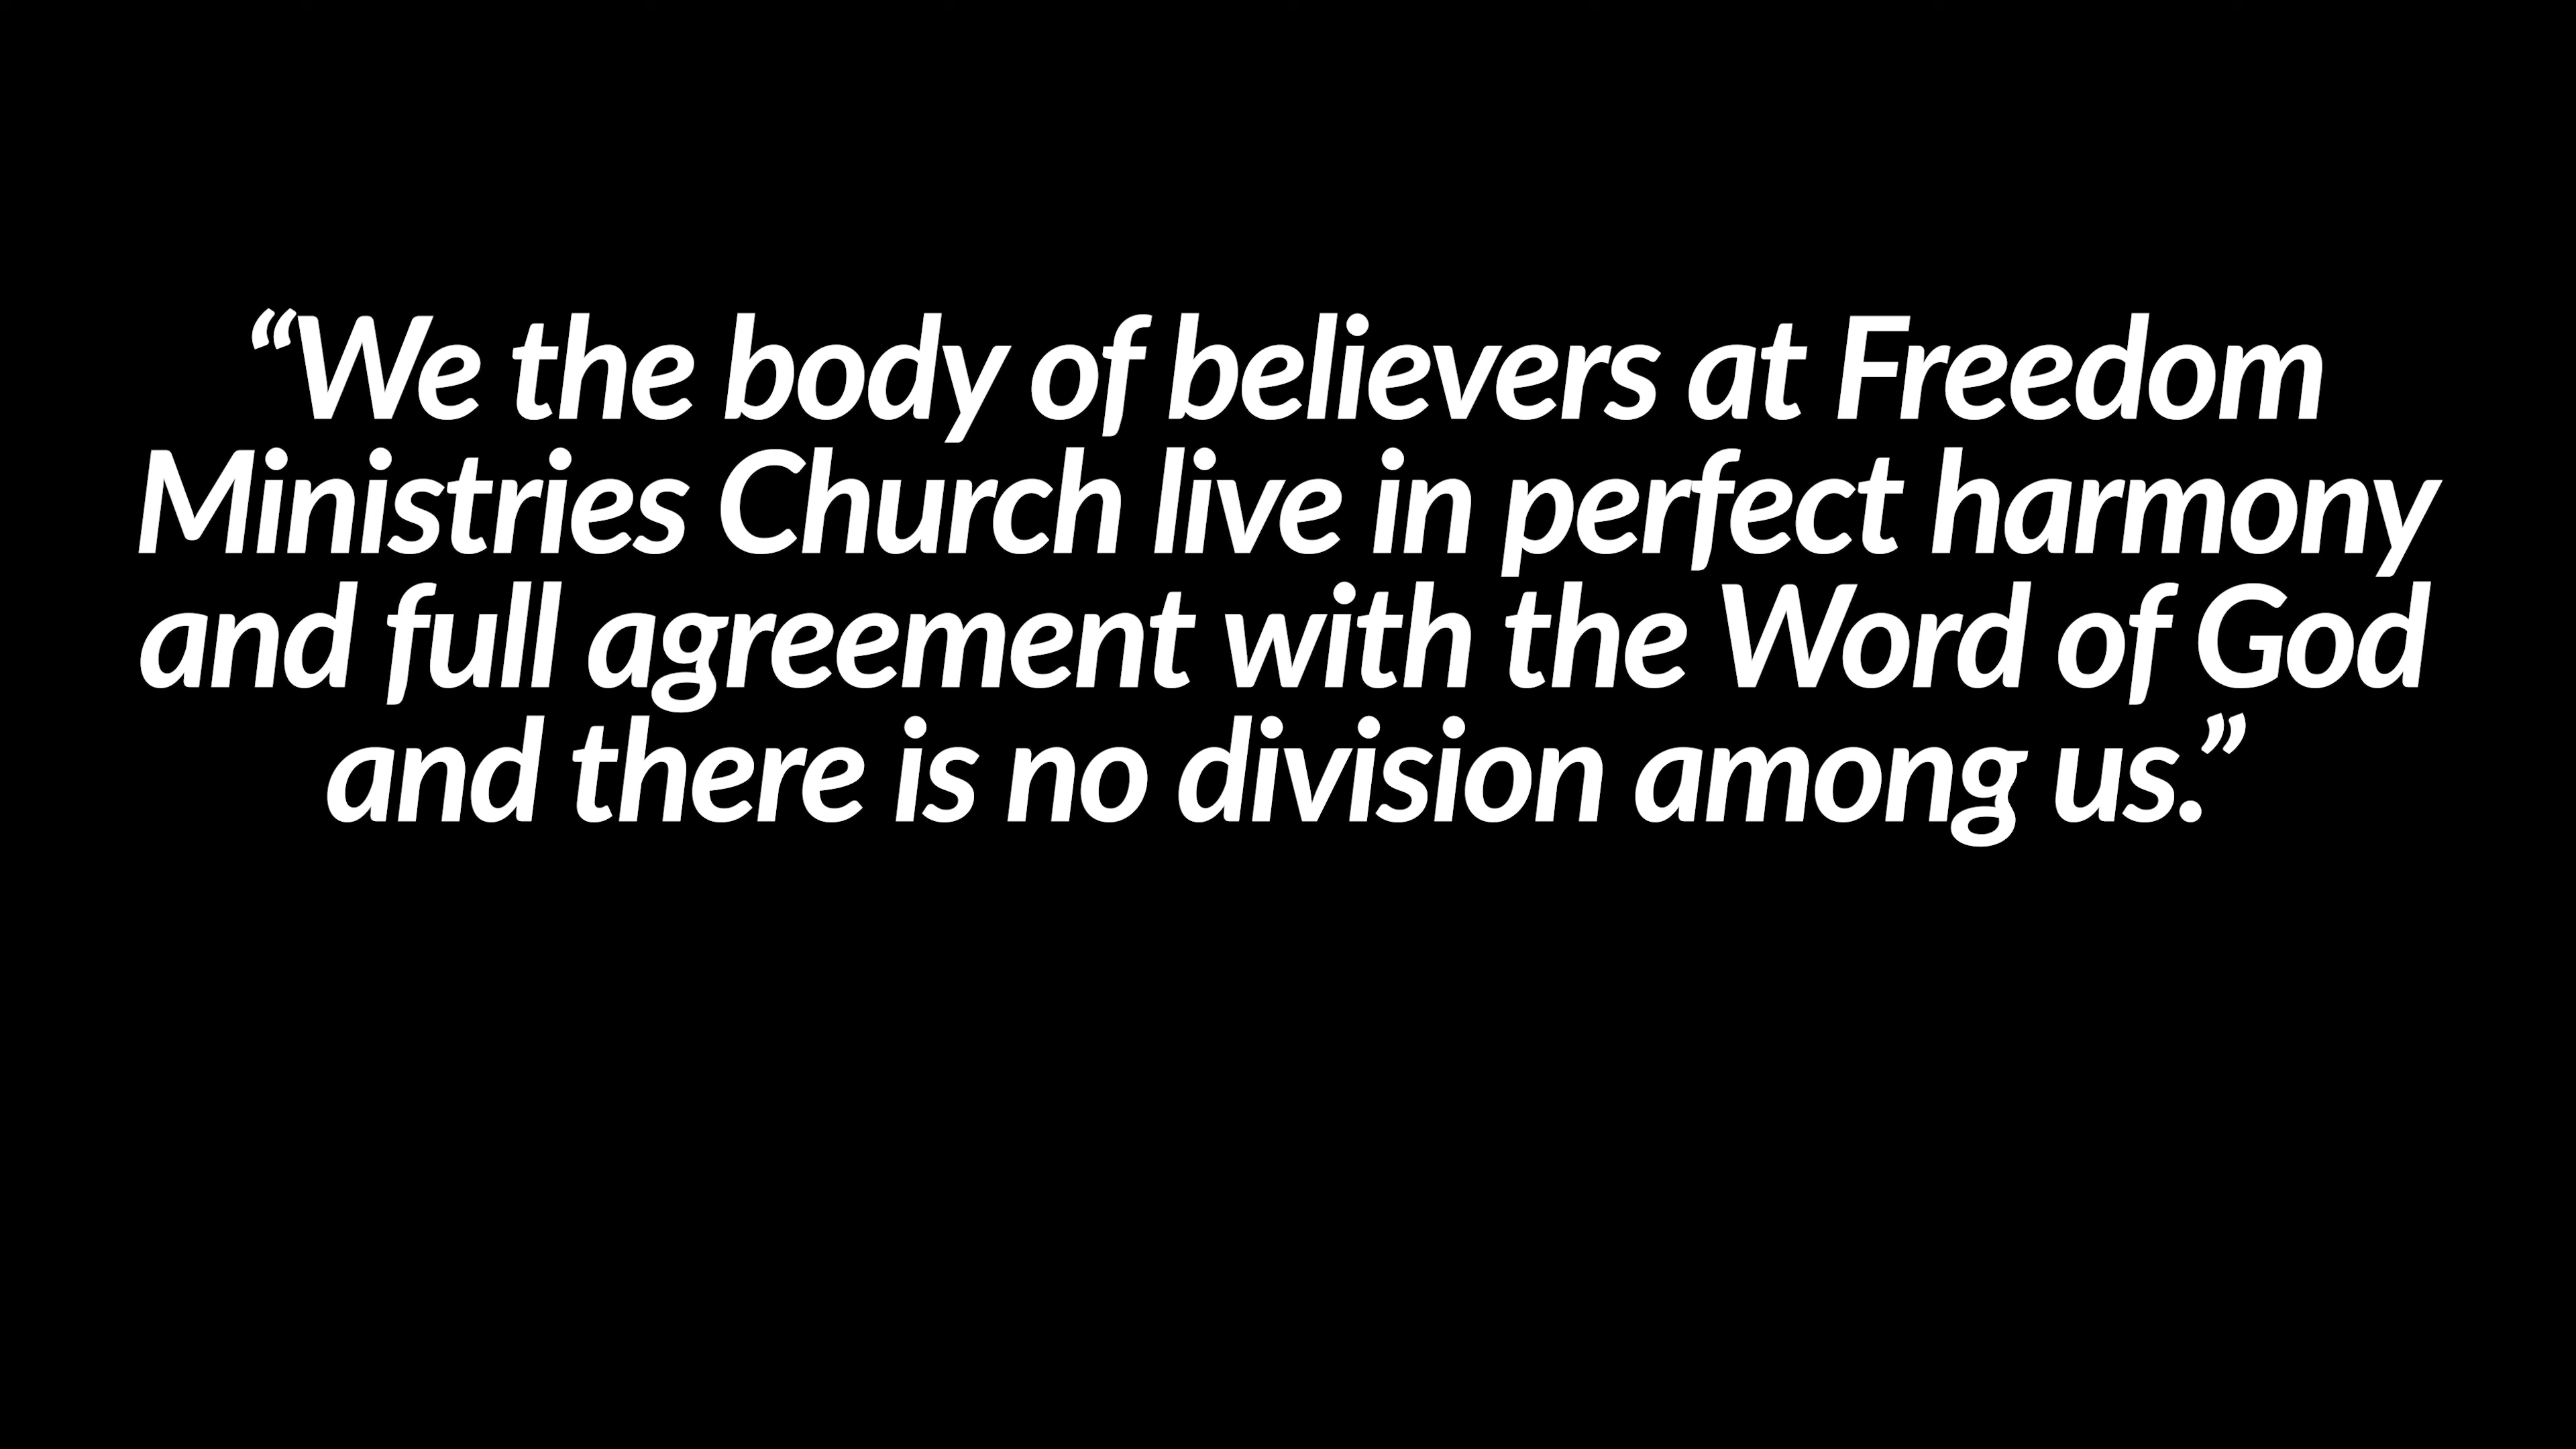 “We the body of believers at Freedom
Ministries Church live in perfect harmony
and full agreement with the Word of God
and there is no division among us.”